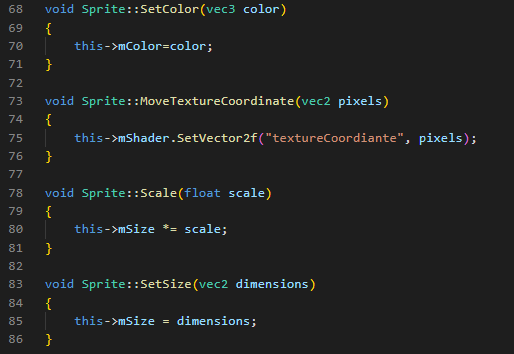 68 void Sprite::SetColor(vec3 color)
69 {
70     this->mColor=color;
71 }
72
73 void Sprite::MoveTextureCoordinate(vec2 pixels)
74 {
75     this->mShader.SetVector2f("textureCoordiante", pixels);
76 }
77
78 void Sprite::Scale(float scale)
79 {
80     this->mSize *= scale;
81 }
82
83 void Sprite::SetSize(vec2 dimensions)
84 {
85     this->mSize = dimensions;
86 }